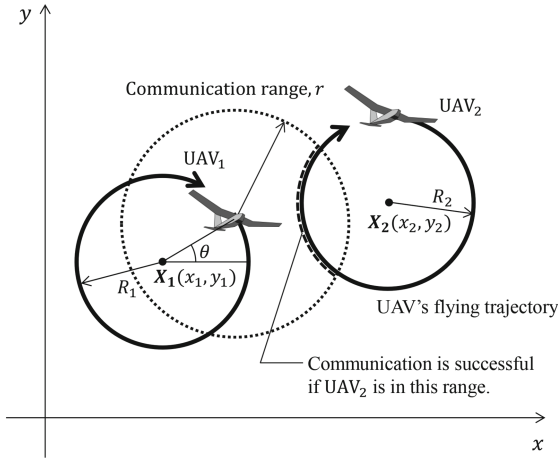 y
Communication range, r
UAV₂
UAV₁
R₂
X₂(x₂, y₂)
θ
X₁(x₁, y₁)
R₁
UAV's flying trajectory
Communication is successful
if UAV₂ is in this range.
x